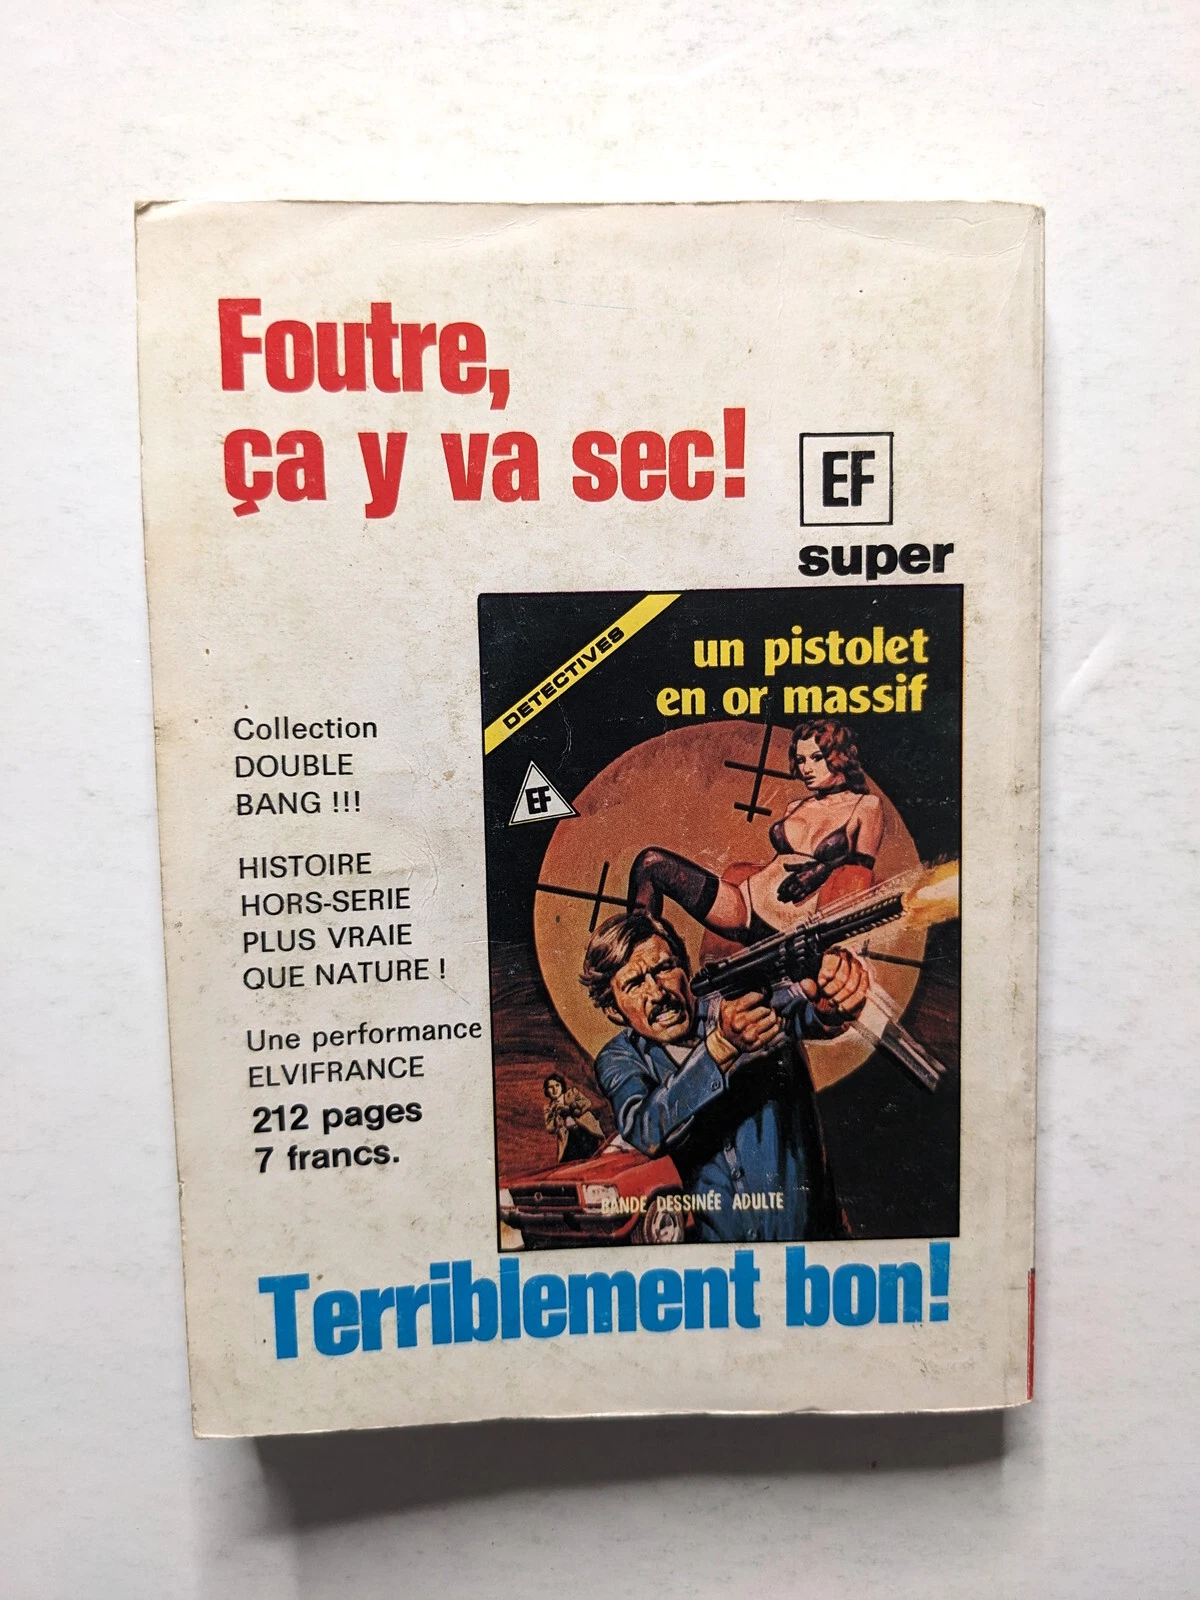 Foutre,
ça y va sec!
EF
super
DETECTIVES
un pistolet
en or massif
EF
Collection
DOUBLE
BANG !!!
HISTOIRE
HORS-SERIE
PLUS VRAIE
QUE NATURE !
Une performance
ELVIFRANCE
212 pages
7 francs.
BANDE DESSINÉE ADULTE
Terriblement bon!